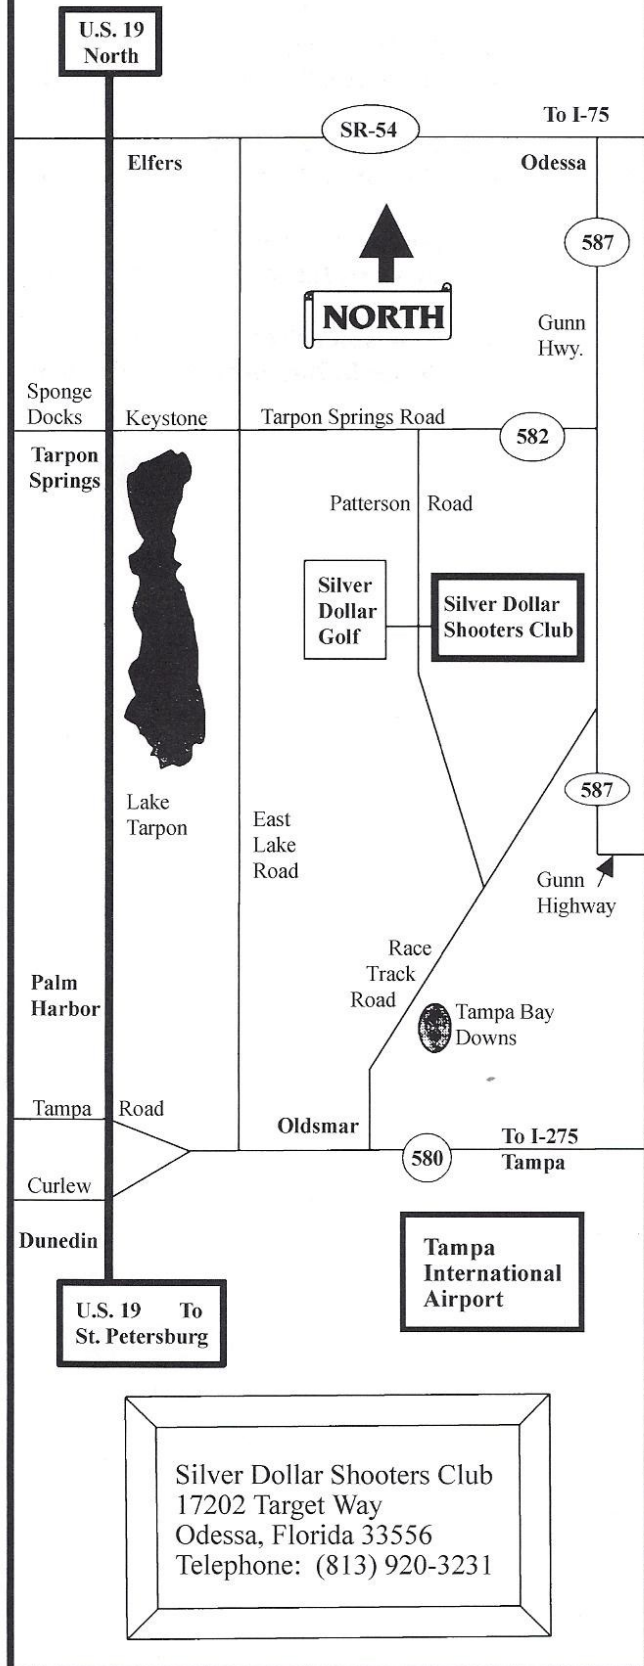 U.S. 19
North
SR-54
To I-75
Elfers
Odessa
587
NORTH
Gunn
Hwy.
Sponge
Docks
Keystone
Tarpon Springs Road
582
Tarpon
Springs
Patterson Road
Silver
Dollar
Golf
Silver Dollar
Shooters Club
587
Lake
Tarpon
East
Lake
Road
Gunn
Highway
Race
Track
Road
Palm
Harbor
Tampa Bay
Downs
Tampa Road
Oldsmar
580
To I-275
Tampa
Curlew
Dunedin
Tampa
International
Airport
U.S. 19 To
St. Petersburg
Silver Dollar Shooters Club
17202 Target Way
Odessa, Florida 33556
Telephone: (813) 920-3231